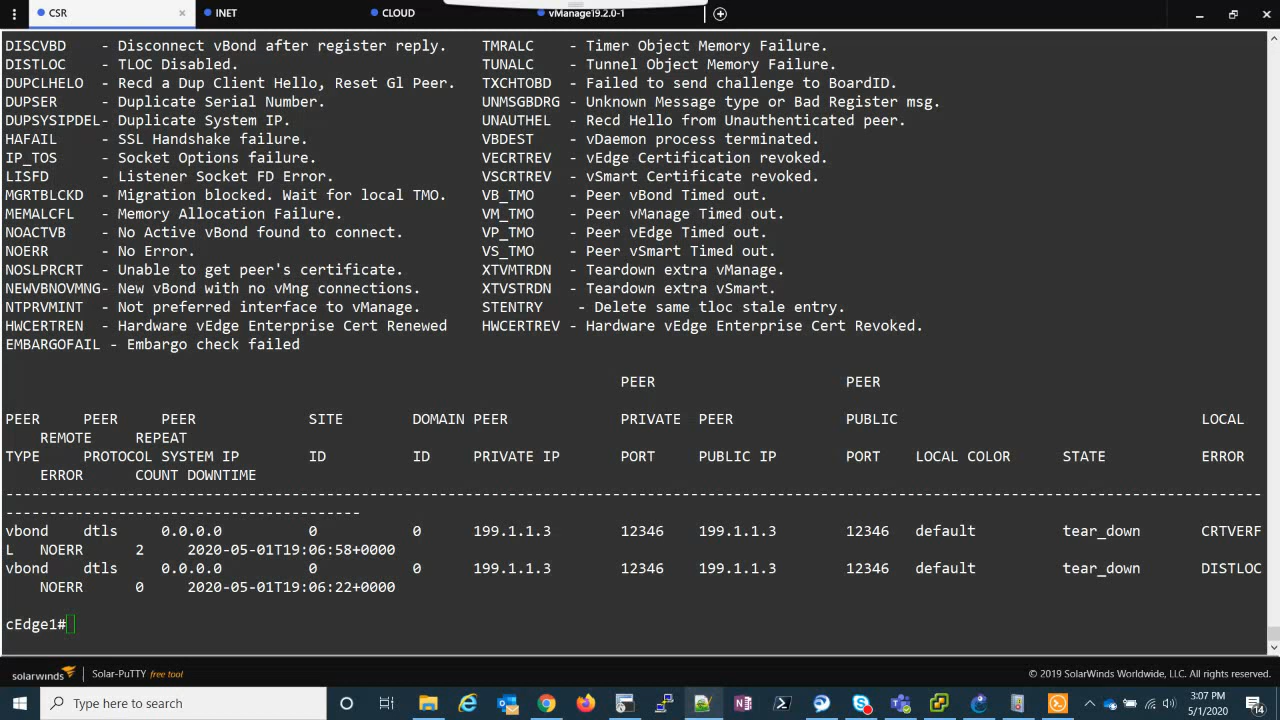 CSR × INET CLOUD vManage19.2.0-1
DISCVBD - Disconnect vBond after register reply. TMRALC - Timer Object Memory Failure.
DISTLOC - TLOC Disabled. TUNALC - Tunnel Object Memory Failure.
DUPCLHELO - Recd a Dup Client Hello, Reset Gl Peer. TXCHTOBD - Failed to send challenge to BoardID.
DUPSER - Duplicate Serial Number. UNMSGBDRG - Unknown Message type or Bad Register msg.
DUPSYSIPDEL- Duplicate System IP. UNAUTHEL - Recd Hello from Unauthenticated peer.
HAFAIL - SSL Handshake failure. VBDEST - vDaemon process terminated.
IP_TOS - Socket Options failure. VECRTREV - vEdge Certification revoked.
LISFD - Listener Socket FD Error. VSCRTREV - vSmart Certificate revoked.
MGRTBLCKD - Migration blocked. Wait for local TMO. VB_TMO - Peer vBond Timed out.
MEMALCFL - Memory Allocation Failure. VM_TMO - Peer vManage Timed out.
NOACTVB - No Active vBond found to connect. VP_TMO - Peer vEdge Timed out.
NOERR - No Error. VS_TMO - Peer vSmart Timed out.
NOSLPRCRT - Unable to get peer's certificate. XTVMTRDN - Teardown extra vManage.
NEWVBNOVMNG- New vBond with no vMng connections. XTVSTRDN - Teardown extra vSmart.
NTPRVMINT - Not preferred interface to vManage. STENTRY - Delete same tloc stale entry.
HWCERTREN - Hardware vEdge Enterprise Cert Renewed HWCERTREV - Hardware vEdge Enterprise Cert Revoked.
EMBARGOFAIL - Embargo check failed
PEER PEER
PEER PEER PEER SITE DOMAIN PEER PRIVATE PEER PUBLIC LOCAL
REMOTE REPEAT
TYPE PROTOCOL SYSTEM IP ID ID PRIVATE IP PORT PUBLIC IP PORT LOCAL COLOR STATE ERROR
ERROR COUNT DOWNTIME
-------------------------------------------------------------------------------------------------------------------------------------------------
-----------------------------------------
vbond dtls 0.0.0.0 0 0 199.1.1.3 12346 199.1.1.3 12346 default tear_down CRTVERF
L NOERR 2 2020-05-01T19:06:58+0000
vbond dtls 0.0.0.0 0 0 199.1.1.3 12346 199.1.1.3 12346 default tear_down DISTLOC
NOERR 0 2020-05-01T19:06:22+0000
cEdge1#
solarwinds Solar-PuTTY free tool © 2019 SolarWinds Worldwide, LLC. All rights reserved.
Type here to search
3:07 PM
5/1/2020
14